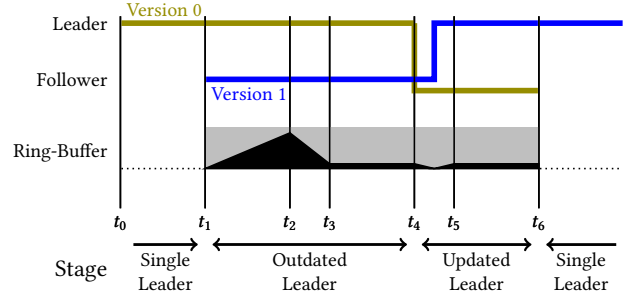 Version 0
Leader
Follower
Version 1
Ring-Buffer
t0 t1 t2 t3 t4 t5 t6
Stage
Single
Leader
Outdated
Leader
Updated
Leader
Single
Leader